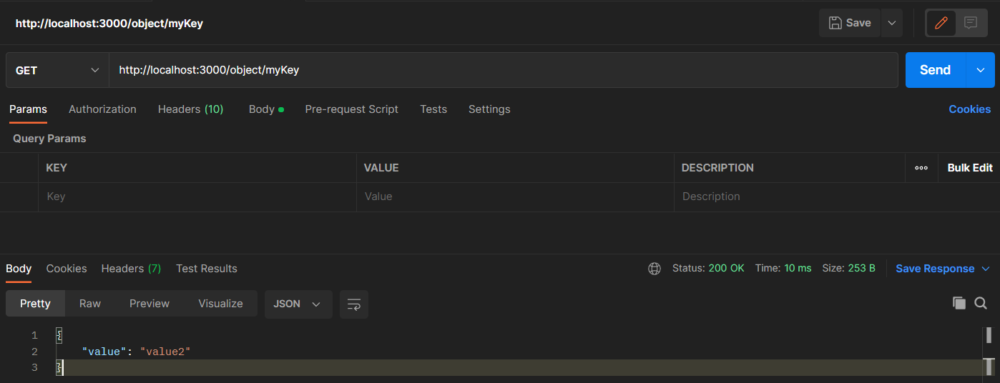 http://localhost:3000/object/myKey Save
GET http://localhost:3000/object/myKey Send
Params Authorization Headers (10) Body Pre-request Script Tests Settings Cookies
Query Params
KEY VALUE DESCRIPTION Bulk Edit
Key Value Description
Body Cookies Headers (7) Test Results Status: 200 OK Time: 10 ms Size: 253 B Save Response
Pretty Raw Preview Visualize JSON
1 {
2 "value": "value2"
3 }